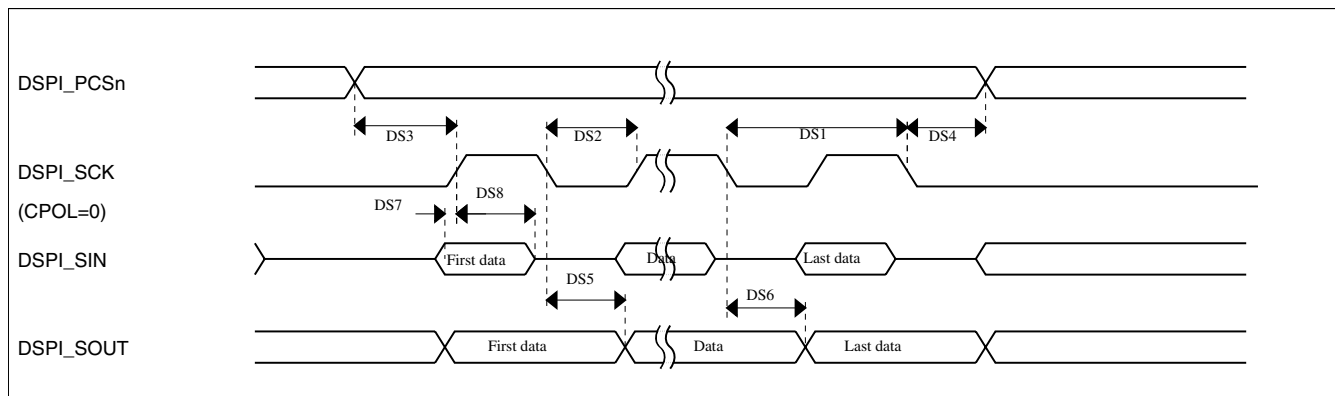 DSPI_PCSn
DS3
DS2
DS1
DS4
DSPI_SCK
(CPOL=0)
DS7
DS8
DSPI_SIN
First data
Data
Last data
DS5
DS6
DSPI_SOUT
First data
Data
Last data